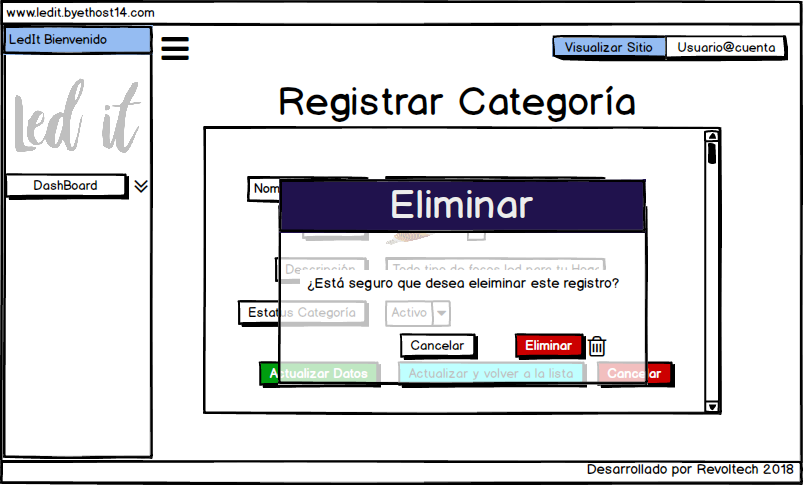 www.ledit.byethost14.com
LedIt Bienvenido
Visualizar Sitio
Usuario@cuenta
Led it
Registrar Categoría
DashBoard
Nom
Eliminar
Descripción
Todo tipo de focos led para tu Hoga
¿Está seguro que desea eleiminar este registro?
Estatus Categoría
Activo
Cancelar
Eliminar
Actualizar Datos
Actualizar y volver a la lista
Cancelar
Desarrollado por Revoltech 2018